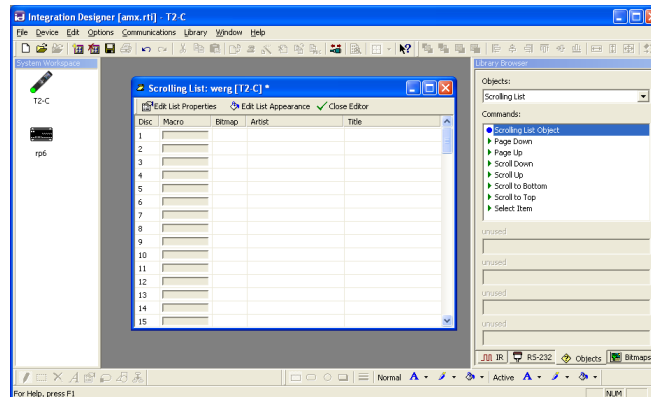 Integration Designer [amx.rti] - T2-C
File Device Edit Options Communications Library Window Help
System Workspace
T2-C
rp6
Scrolling List: werg [T2-C] *
Edit List Properties Edit List Appearance Close Editor
Disc Macro Bitmap Artist Title
1
2
3
4
5
6
7
8
9
10
11
12
13
14
15
Library Browser
Objects:
Scrolling List
Commands:
Scrolling List Object
Page Down
Page Up
Scroll Down
Scroll Up
Scroll to Bottom
Scroll to Top
Select Item
unused
unused
unused
unused
IR RS-232 Objects Bitmaps
Normal A Active A
For Help, press F1 NUM